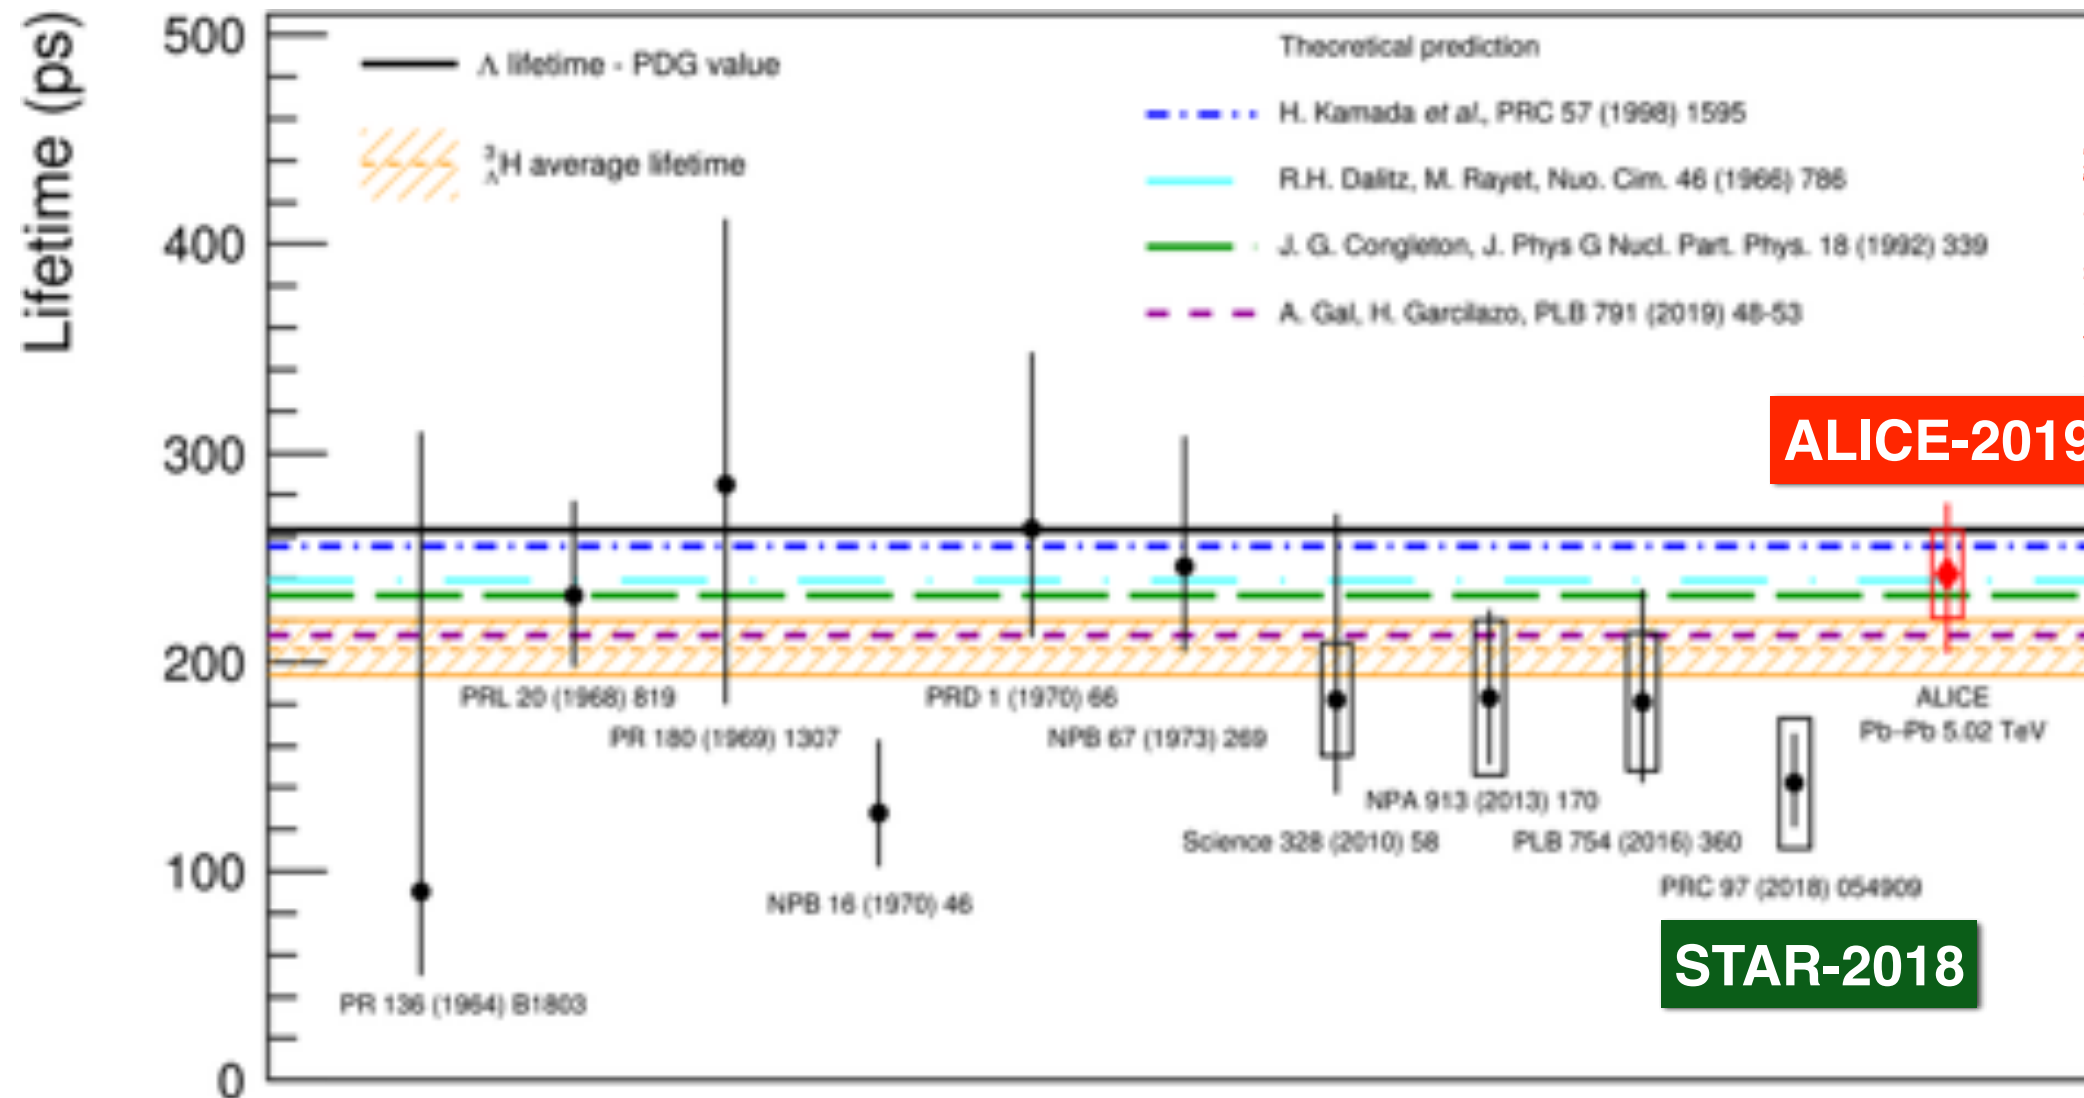 Lifetime (ps)
500
400
300
200
100
0
Λ lifetime - PDG value
³ΛH average lifetime
Theoretical prediction
H. Kamada et al., PRC 57 (1998) 1595
R.H. Dalitz, M. Rayet, Nuo. Cim. 46 (1966) 786
J. G. Congleton, J. Phys G Nucl. Part. Phys. 18 (1992) 339
A. Gal, H. Garcilazo, PLB 791 (2019) 48-53
ALICE-2019
PRL 20 (1968) 819
PRD 1 (1970) 66
ALICE
Pb-Pb 5.02 TeV
PR 180 (1969) 1307
NPB 67 (1973) 269
NPA 913 (2013) 170
Science 328 (2010) 58
PLB 754 (2016) 360
PRC 97 (2018) 054909
NPB 16 (1970) 46
STAR-2018
PR 136 (1964) B1803